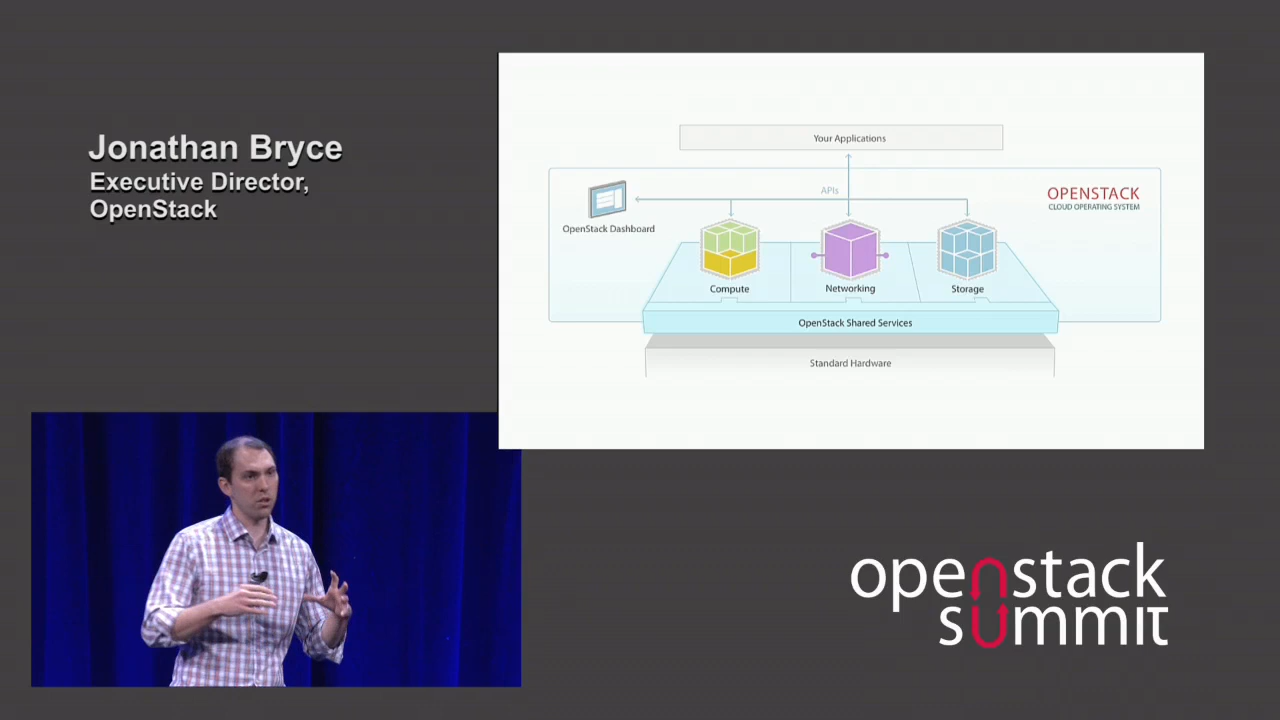 Jonathan Bryce
Executive Director,
OpenStack
Your Applications
APIs
OPENSTACK
CLOUD OPERATING SYSTEM
OpenStack Dashboard
Compute
Networking
Storage
OpenStack Shared Services
Standard Hardware
openstack
summit